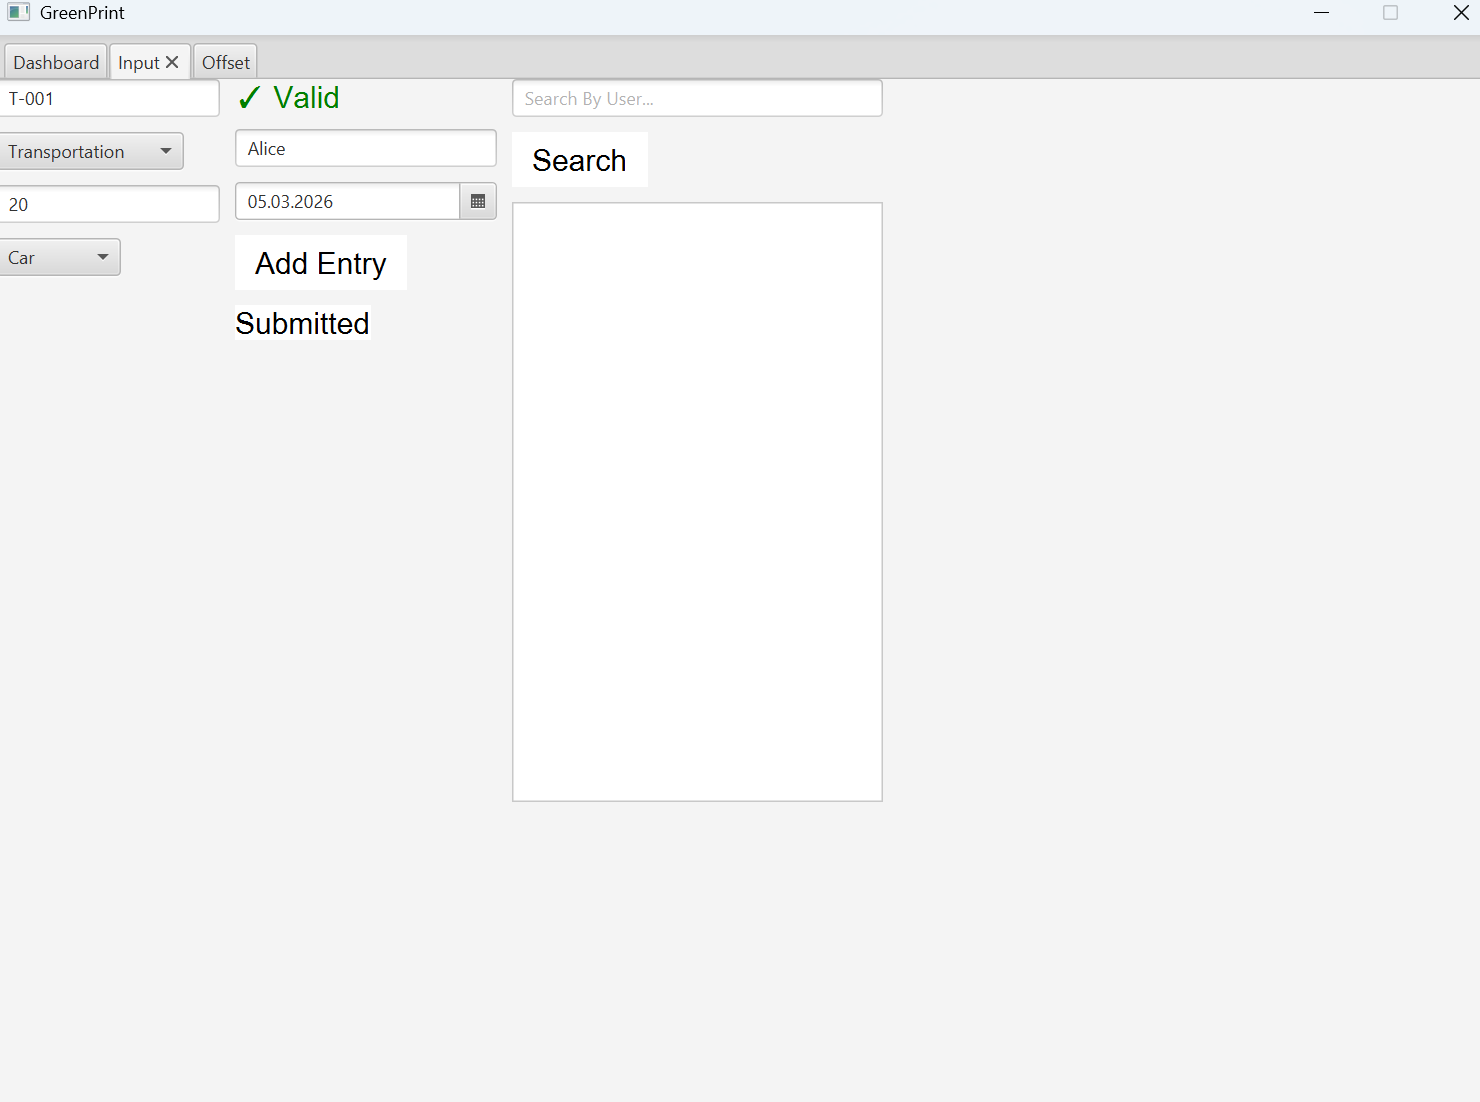 GreenPrint
Dashboard
Input
Offset
T-001
Transportation
20
Car
✓ Valid
Alice
05.03.2026
Add Entry
Submitted
Search By User...
Search